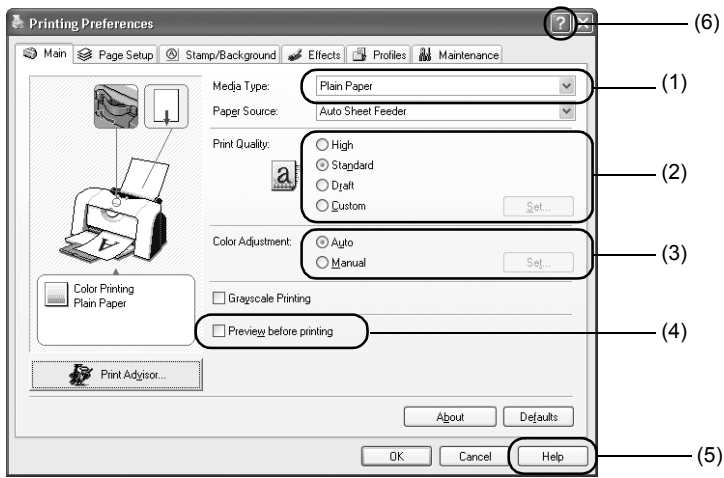 Printing Preferences
(6)
Main Page Setup Stamp/Background Effects Profiles Maintenance
Media Type: Plain Paper
(1)
Paper Source: Auto Sheet Feeder
Print Quality: High
Standard
(2)
a
Draft
Custom Set...
Color Adjustment: Auto
(3)
Manual Set...
A
Color Printing
Plain Paper
Grayscale Printing
Preview before printing
(4)
Print Advisor...
About Defaults
OK Cancel Help
(5)